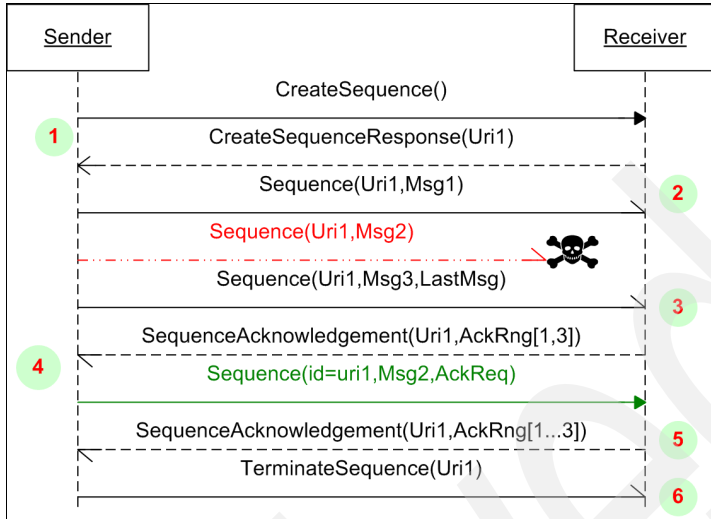 Sender
Receiver
CreateSequence()
1
CreateSequenceResponse(Uri1)
Sequence(Uri1,Msg1)
2
Sequence(Uri1,Msg2)
Sequence(Uri1,Msg3,LastMsg)
3
SequenceAcknowledgement(Uri1,AckRng[1,3])
4
Sequence(id=uri1,Msg2,AckReq)
SequenceAcknowledgement(Uri1,AckRng[1...3])
5
TerminateSequence(Uri1)
6